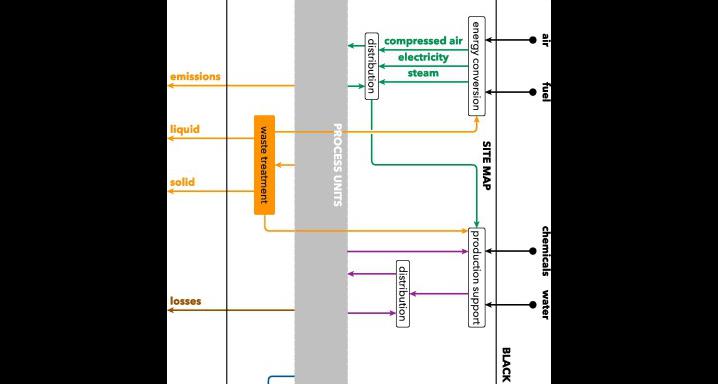 compressed air
electricity
steam
distribution
energy conversion
air
fuel
emissions
liquid
waste treatment
solid
PROCESS UNITS
SITE MAP
chemicals
production support
distribution
water
losses
BLACK